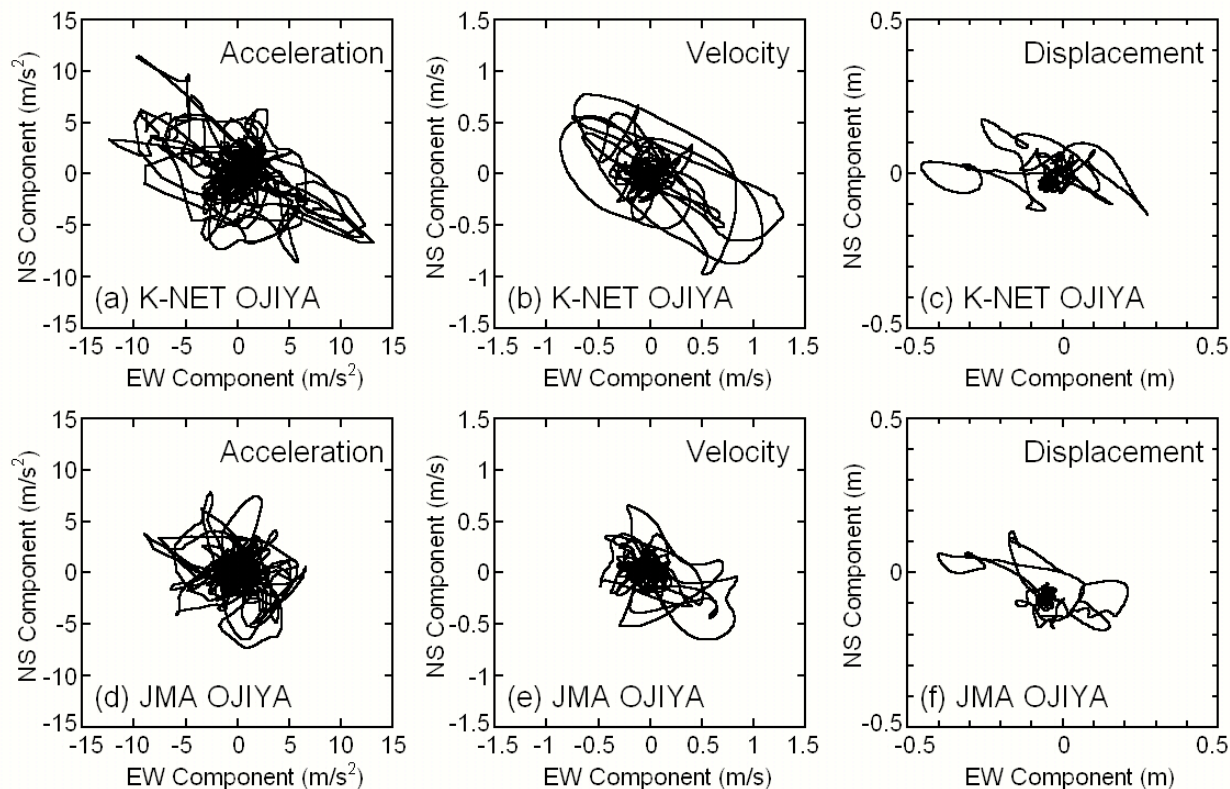 15
10
5
0
-5
-10
-15
NS Component (m/s²)
Acceleration
(a) K-NET OJIYA
-15 -10 -5 0 5 10 15
EW Component (m/s²)
1.5
1
0.5
0
-0.5
-1
-1.5
NS Component (m/s)
Velocity
(b) K-NET OJIYA
-1.5 -1 -0.5 0 0.5 1 1.5
EW Component (m/s)
0.5
0
-0.5
NS Component (m)
Displacement
(c) K-NET OJIYA
-0.5 0 0.5
EW Component (m)
15
10
5
0
-5
-10
-15
NS Component (m/s²)
Acceleration
(d) JMA OJIYA
-15 -10 -5 0 5 10 15
EW Component (m/s²)
1.5
1
0.5
0
-0.5
-1
-1.5
NS Component (m/s)
Velocity
(e) JMA OJIYA
-1.5 -1 -0.5 0 0.5 1 1.5
EW Component (m/s)
0.5
0
-0.5
NS Component (m)
Displacement
(f) JMA OJIYA
-0.5 0 0.5
EW Component (m)